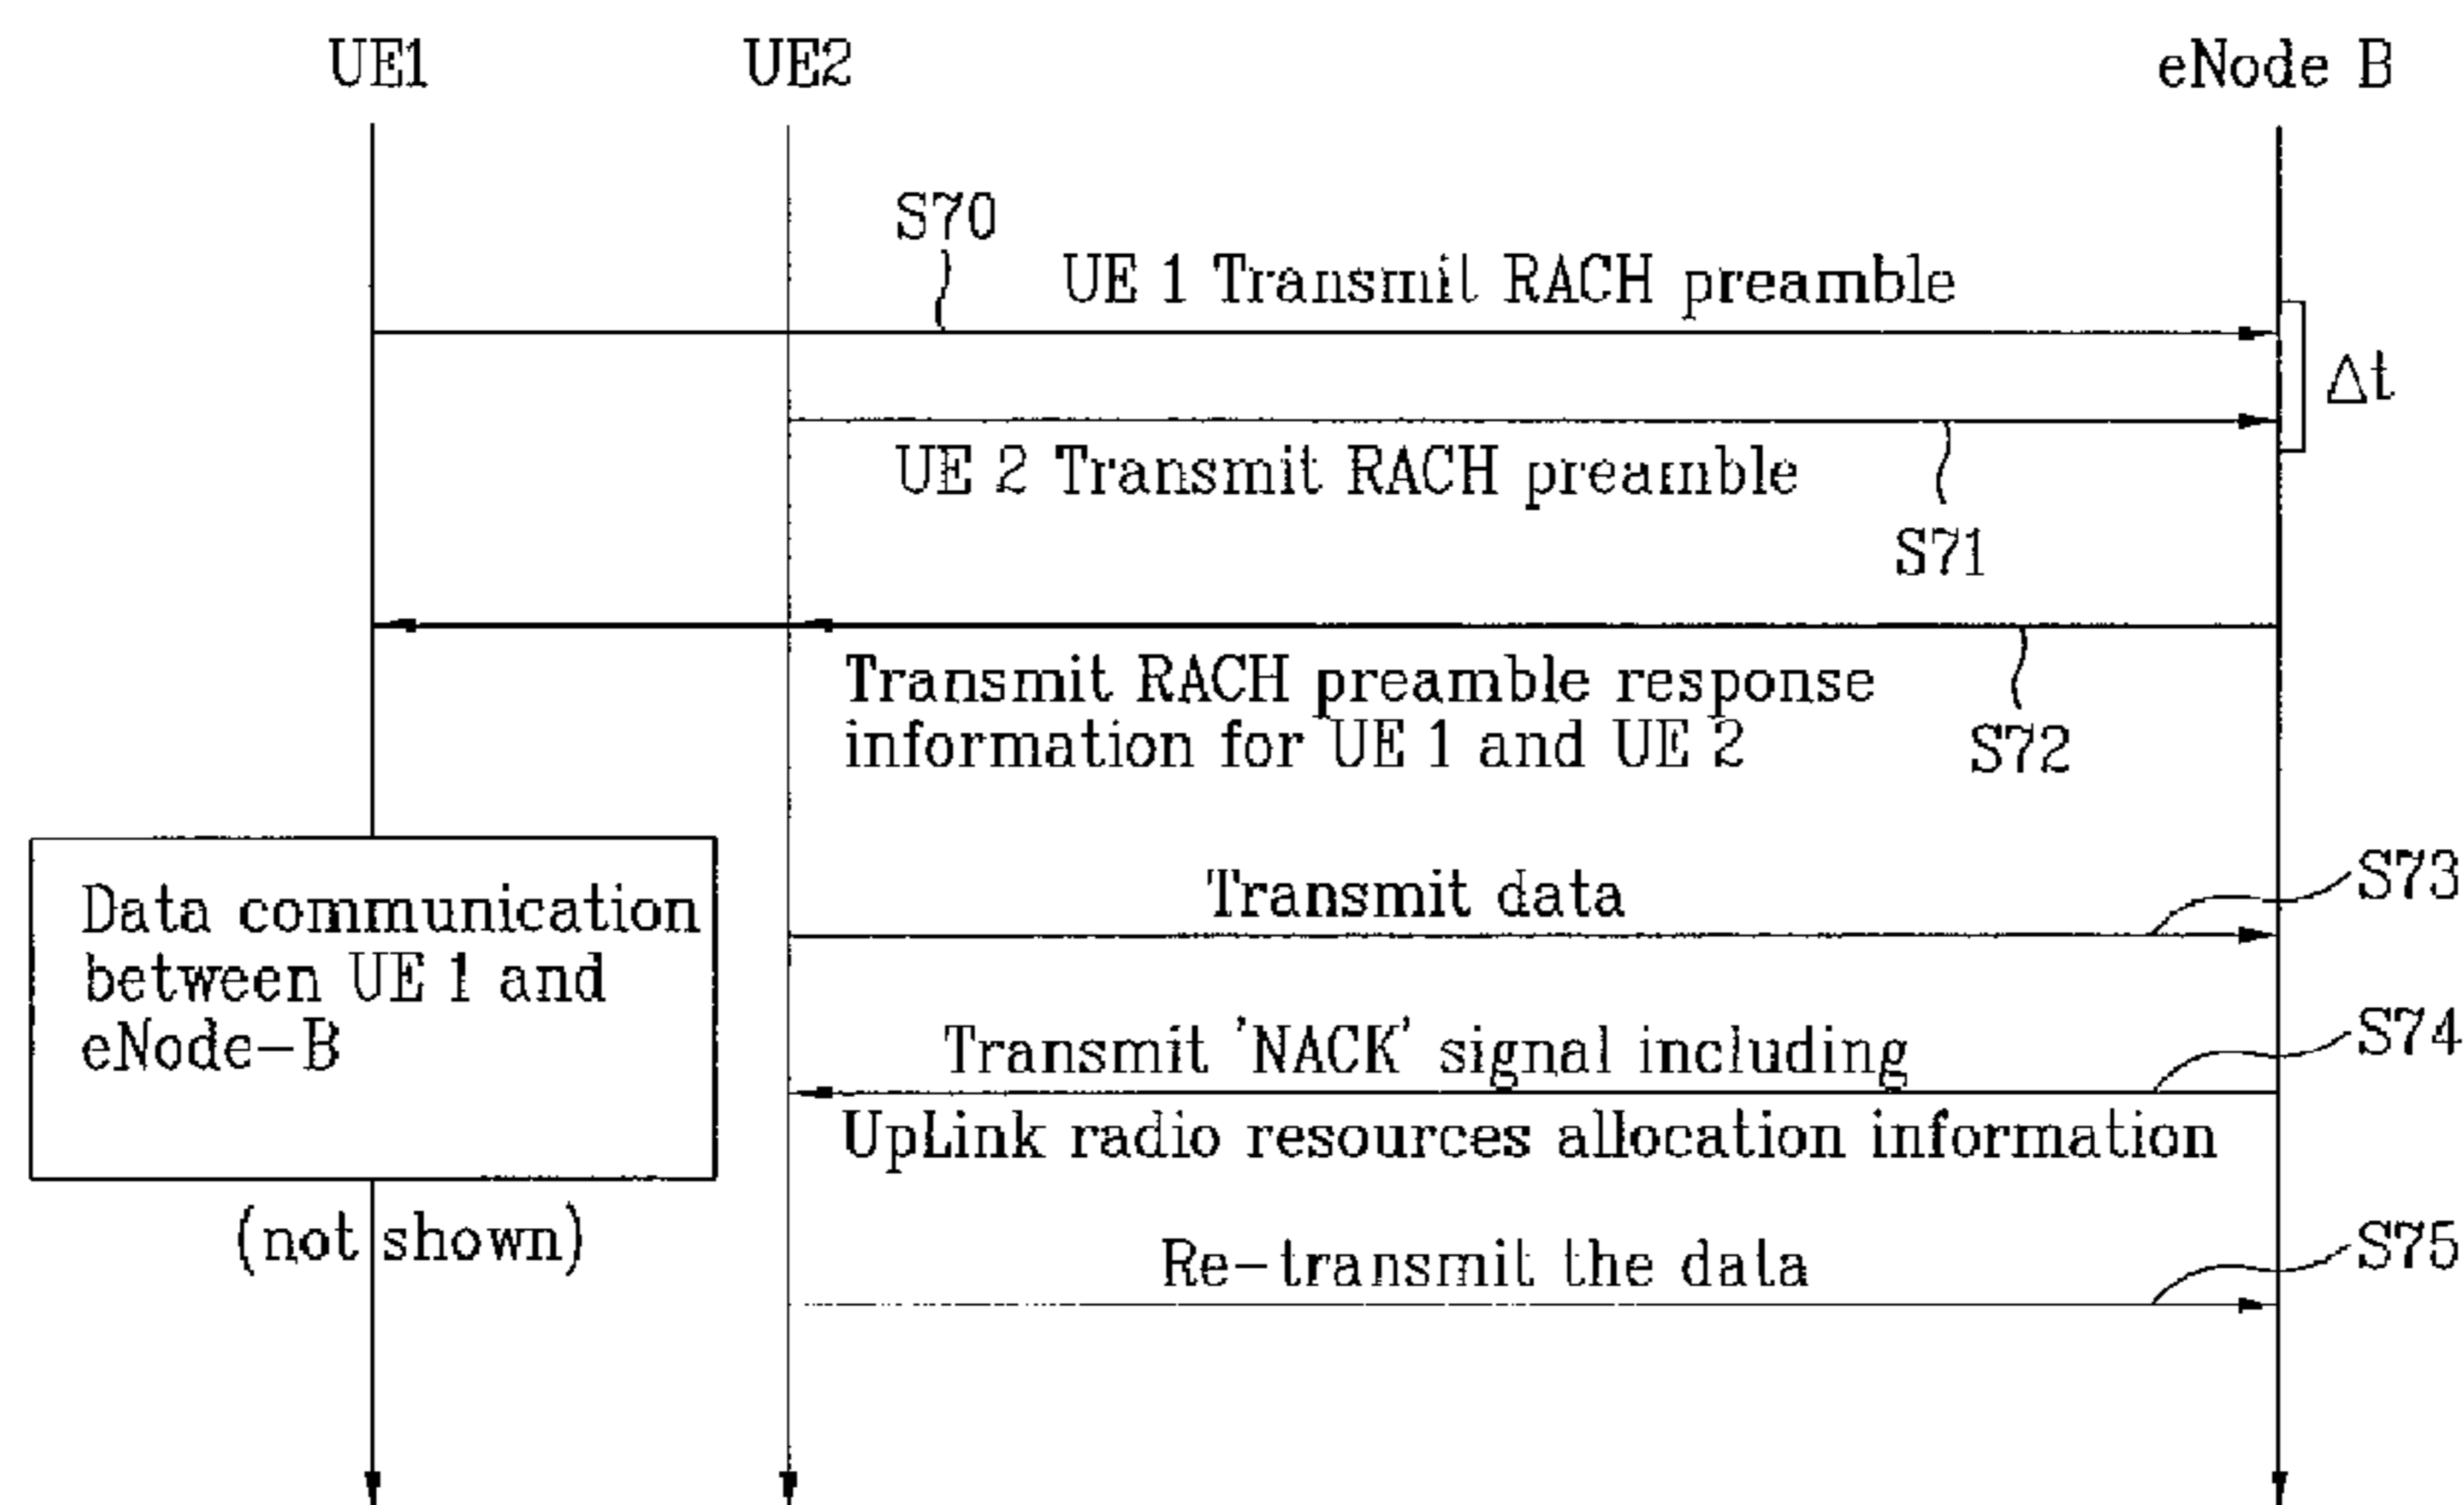 UE1
UE2
eNode B
S70
UE 1 Transmit RACH preamble
Δt
UE 2 Transmit RACH preamble
S71
Transmit RACH preamble response
information for UE 1 and UE 2
S72
Data communication
between UE 1 and
eNode-B
(not shown)
Transmit data
S73
Transmit 'NACK' signal including
S74
UpLink radio resources allocation information
Re-transmit the data
S75